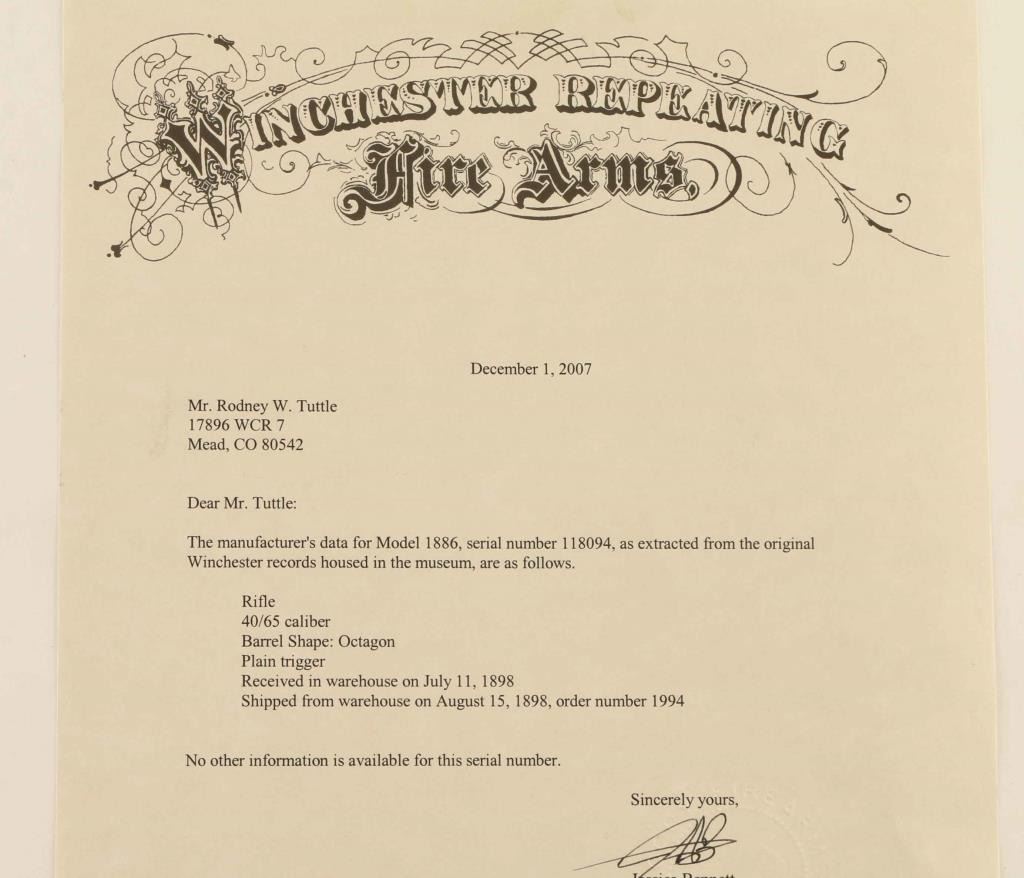 WINCHESTER REPEATING
Fire Arms,
December 1, 2007
Mr. Rodney W. Tuttle
17896 WCR 7
Mead, CO 80542
Dear Mr. Tuttle:
The manufacturer's data for Model 1886, serial number 118094, as extracted from the original
Winchester records housed in the museum, are as follows.
Rifle
40/65 caliber
Barrel Shape: Octagon
Plain trigger
Received in warehouse on July 11, 1898
Shipped from warehouse on August 15, 1898, order number 1994
No other information is available for this serial number.
Sincerely yours,